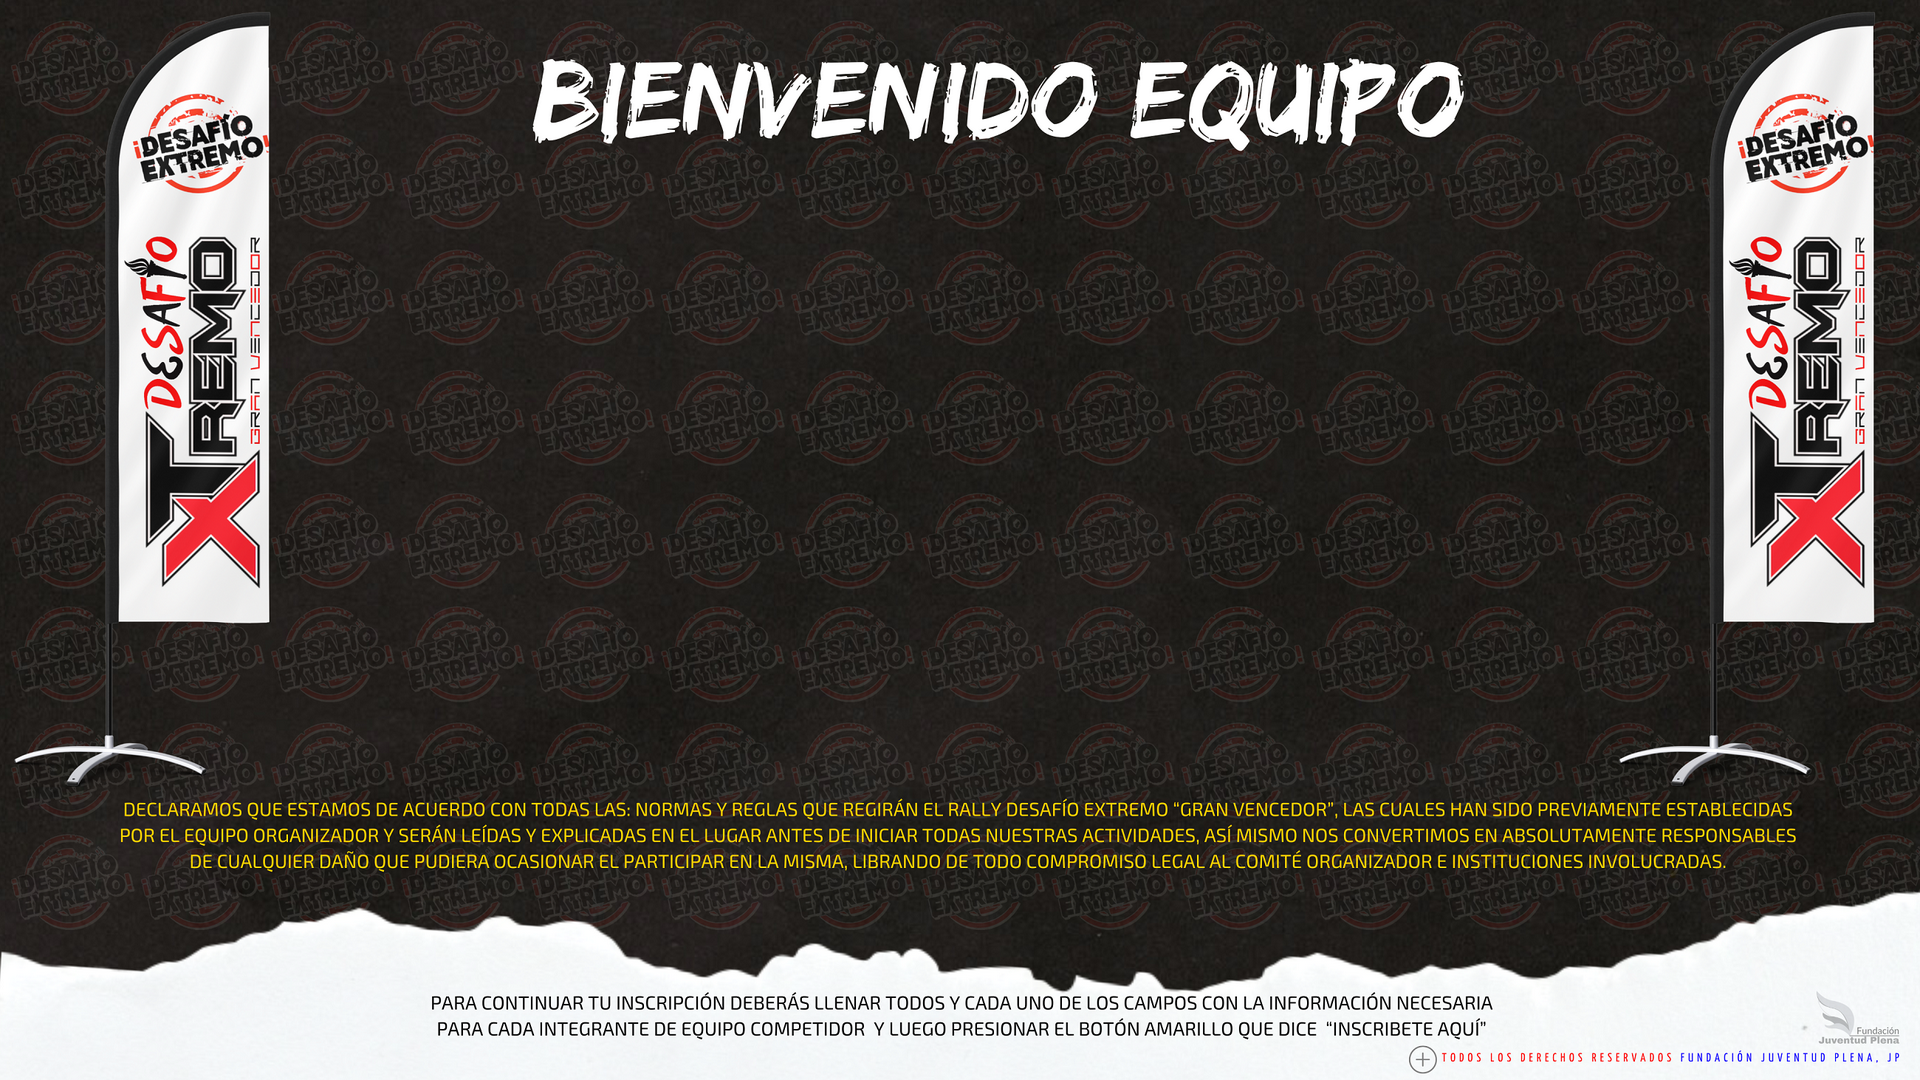 BIENVENIDO EQUIPO
¡DESAFÍO
EXTREMO!
DESAFÍO
XTREMO
GRAN VENCEDOR
¡DESAFÍO
EXTREMO!
DESAFÍO
XTREMO
GRAN VENCEDOR
DECLARAMOS QUE ESTAMOS DE ACUERDO CON TODAS LAS: NORMAS Y REGLAS QUE REGIRÁN EL RALLY DESAFÍO EXTREMO “GRAN VENCEDOR”, LAS CUALES HAN SIDO PREVIAMENTE ESTABLECIDAS
POR EL EQUIPO ORGANIZADOR Y SERÁN LEÍDAS Y EXPLICADAS EN EL LUGAR ANTES DE INICIAR TODAS NUESTRAS ACTIVIDADES, ASÍ MISMO NOS CONVERTIMOS EN ABSOLUTAMENTE RESPONSABLES
DE CUALQUIER DAÑO QUE PUDIERA OCASIONAR EL PARTICIPAR EN LA MISMA, LIBRANDO DE TODO COMPROMISO LEGAL AL COMITÉ ORGANIZADOR E INSTITUCIONES INVOLUCRADAS.
PARA CONTINUAR TU INSCRIPCIÓN DEBERÁS LLENAR TODOS Y CADA UNO DE LOS CAMPOS CON LA INFORMACIÓN NECESARIA
PARA CADA INTEGRANTE DE EQUIPO COMPETIDOR Y LUEGO PRESIONAR EL BOTÓN AMARILLO QUE DICE “INSCRIBETE AQUÍ”
Fundación
Juventud Plena
TODOS LOS DERECHOS RESERVADOS FUNDACIÓN JUVENTUD PLENA, JP